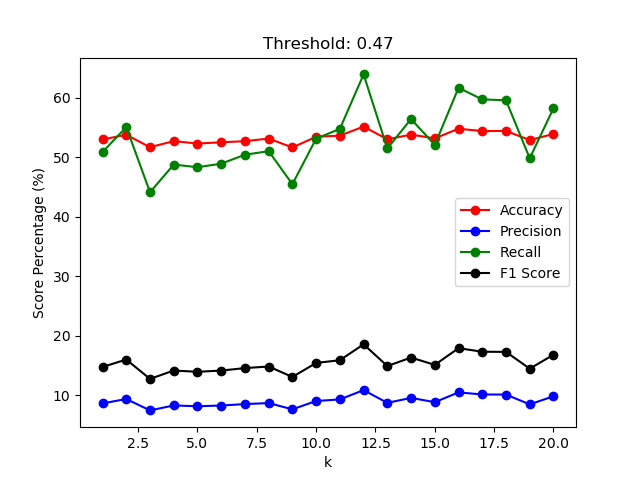 Threshold: 0.47
Score Percentage (%)
60
50
40
30
20
10
Accuracy
Precision
Recall
F1 Score
2.5 5.0 7.5 10.0 12.5 15.0 17.5 20.0
k